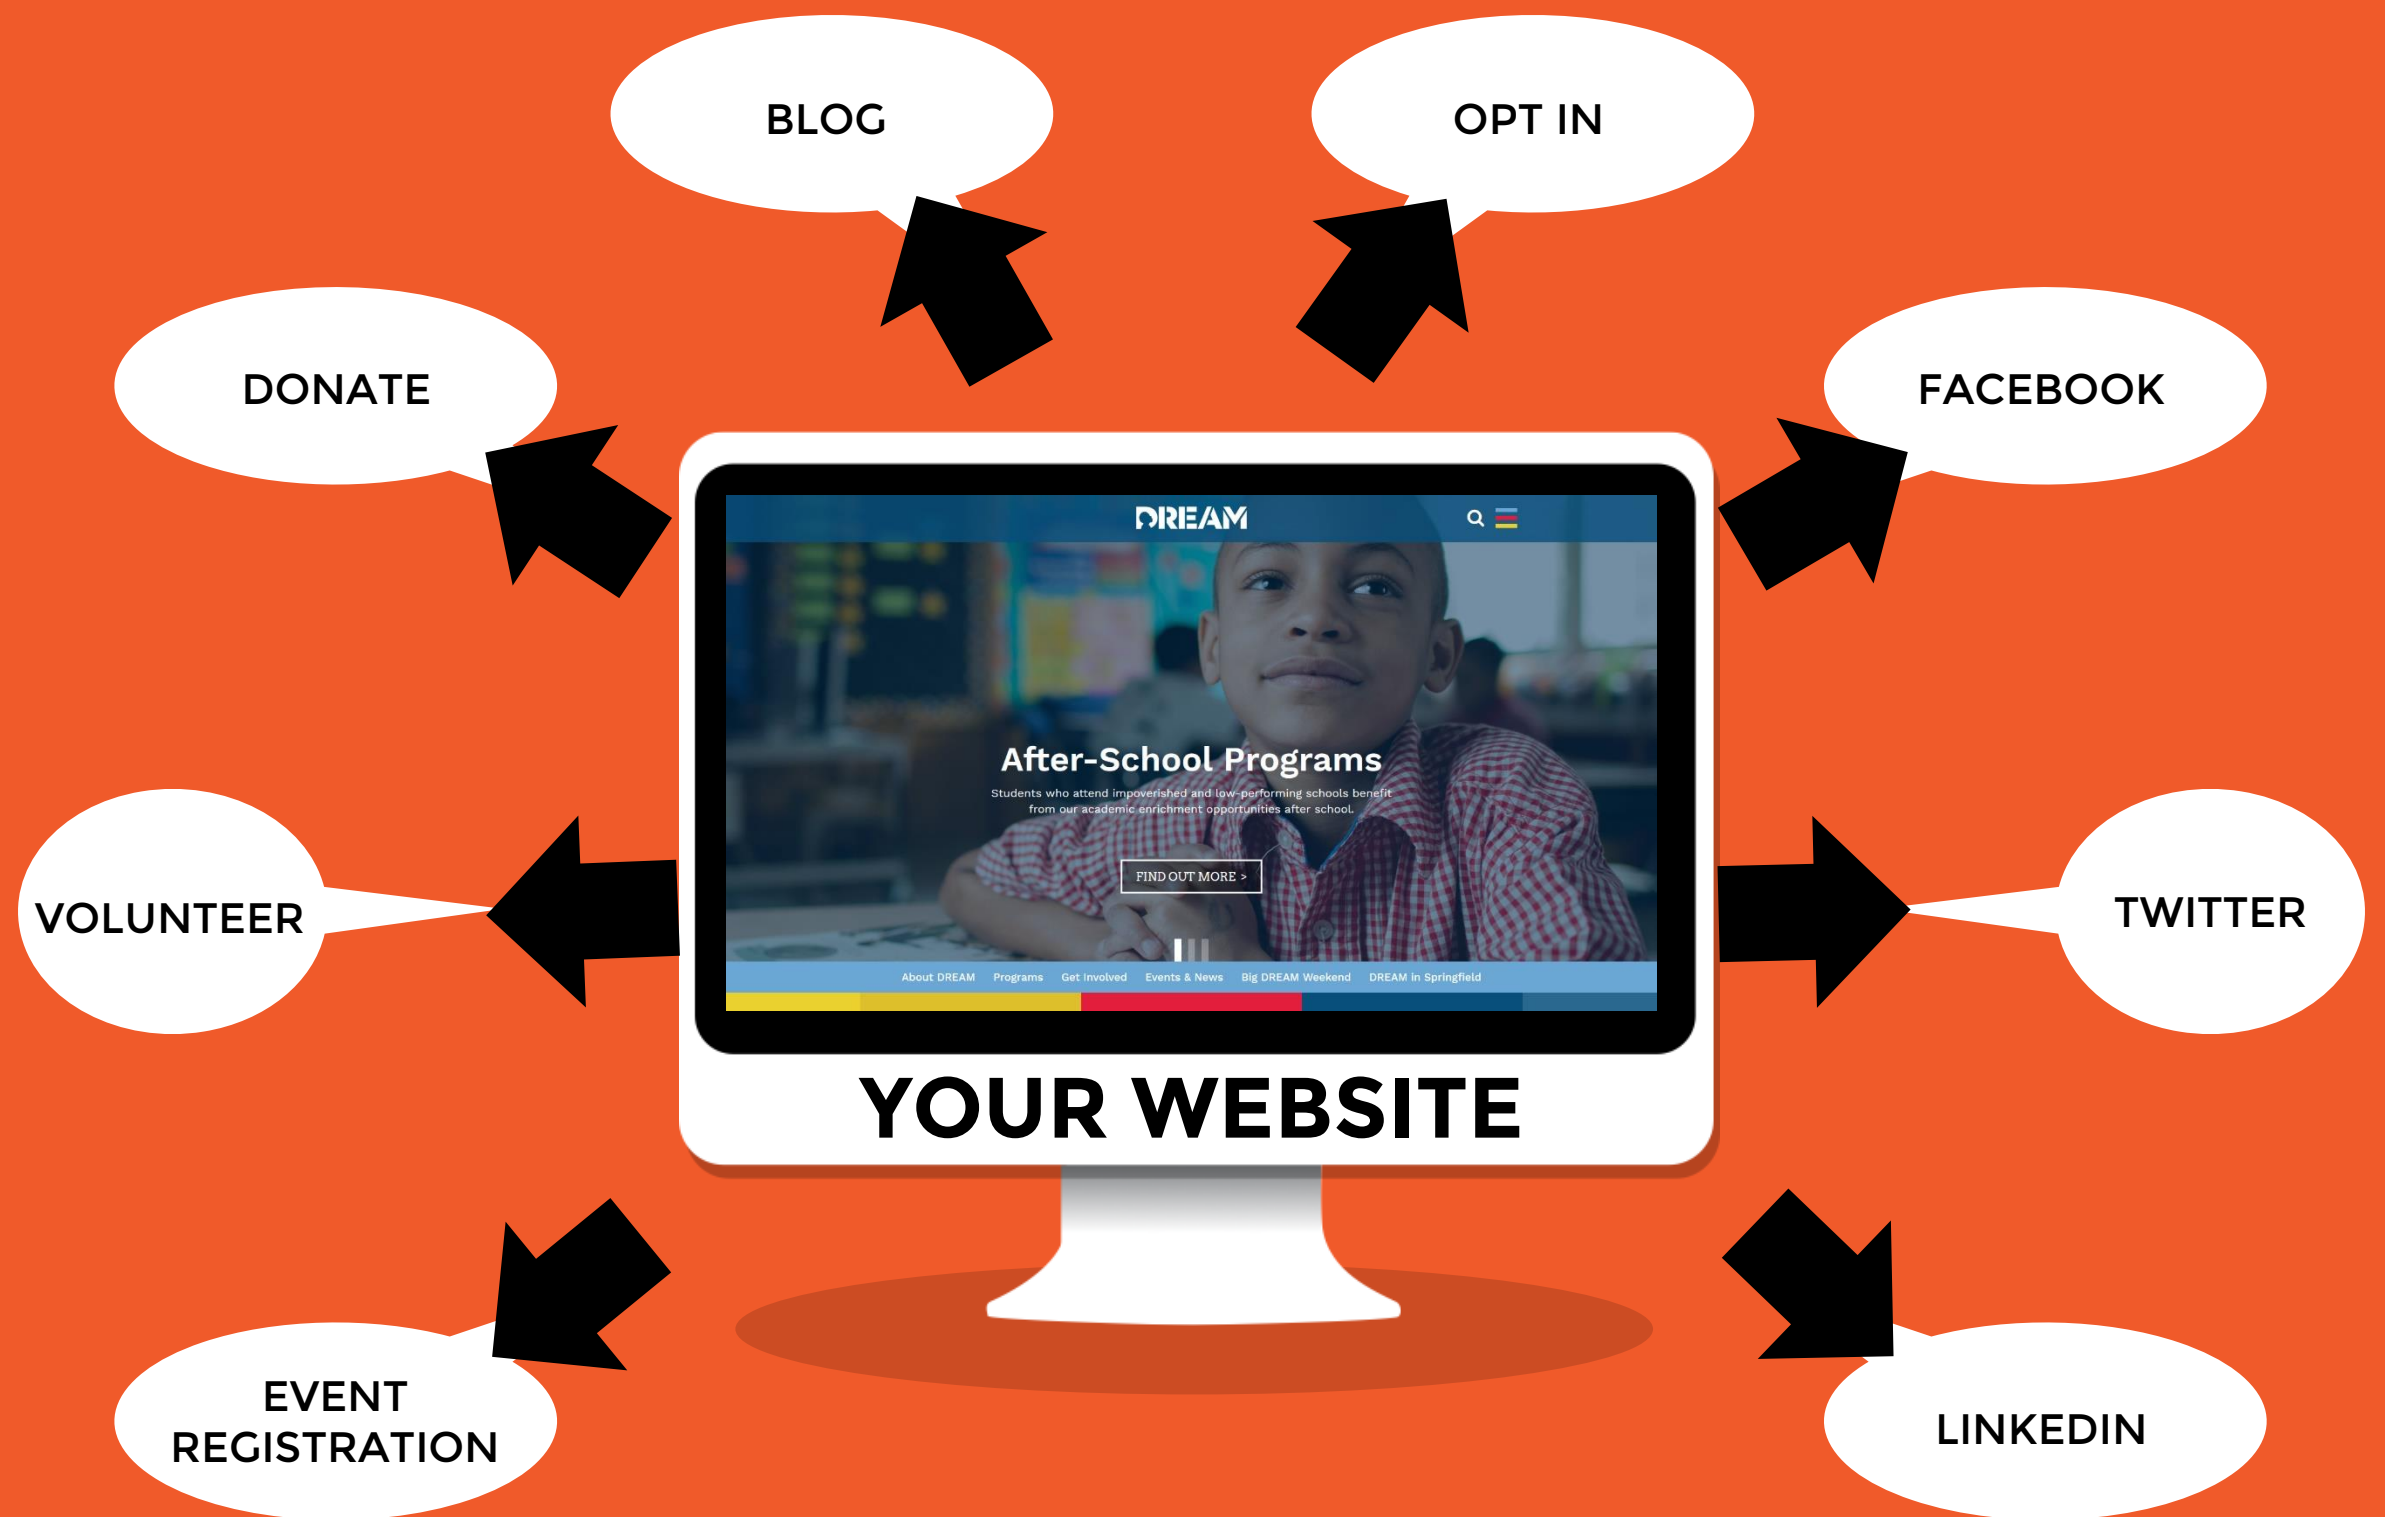 BLOG
OPT IN
DONATE
FACEBOOK
DREAM
After-School Programs
Students who attend impoverished and low-performing schools benefit
from our academic enrichment opportunities after school.
FIND OUT MORE >
VOLUNTEER
TWITTER
About DREAM Programs Get Involved Events & News Big DREAM Weekend DREAM in Springfield
YOUR WEBSITE
EVENT
REGISTRATION
LINKEDIN